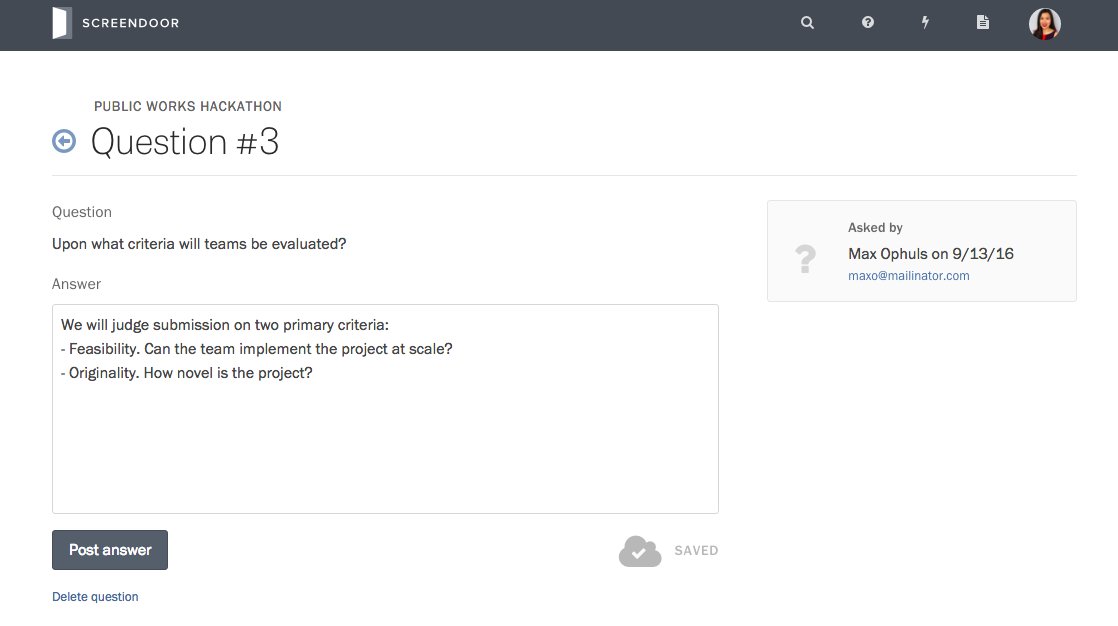 SCREENDOOR
PUBLIC WORKS HACKATHON
Question #3
Question
Upon what criteria will teams be evaluated?
Answer
We will judge submission on two primary criteria:
- Feasibility. Can the team implement the project at scale?
- Originality. How novel is the project?
Post answer
SAVED
Delete question
Asked by
Max Ophuls on 9/13/16
maxo@mailinator.com